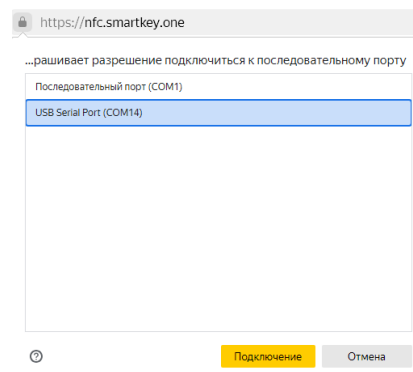 https://nfc.smartkey.one
...рашивает разрешение подключиться к последовательному порту
Последовательный порт (COM1)
USB Serial Port (COM14)
Подключение
Отмена